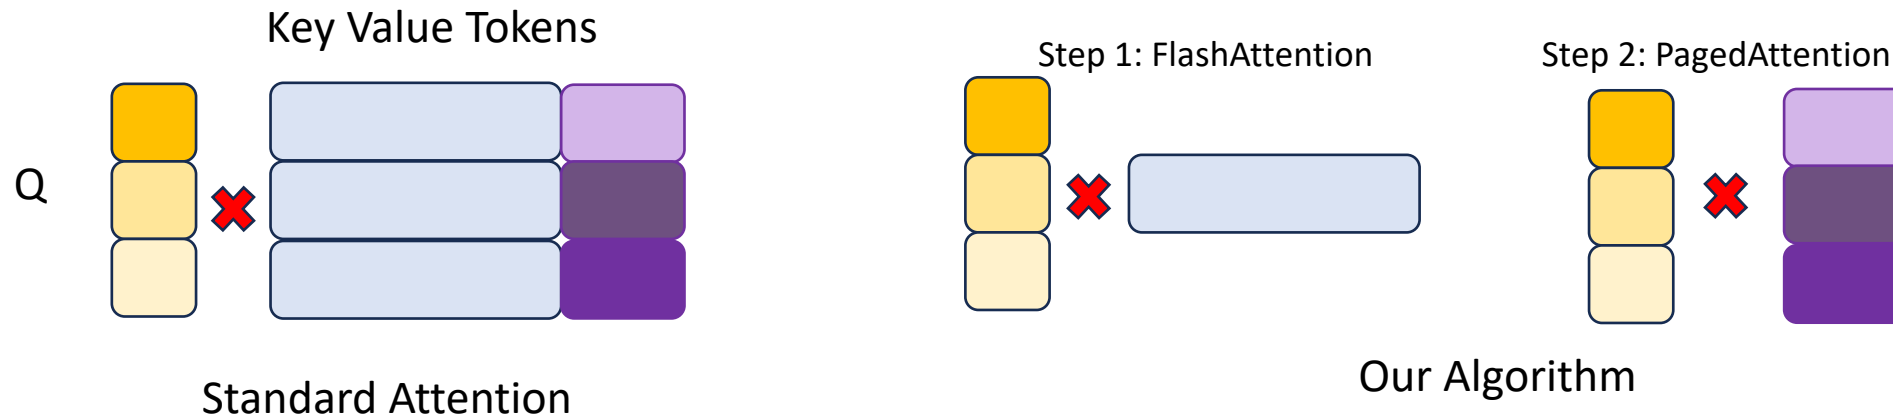 Key Value Tokens
Q
Standard Attention
Step 1: FlashAttention
Step 2: PagedAttention
Our Algorithm